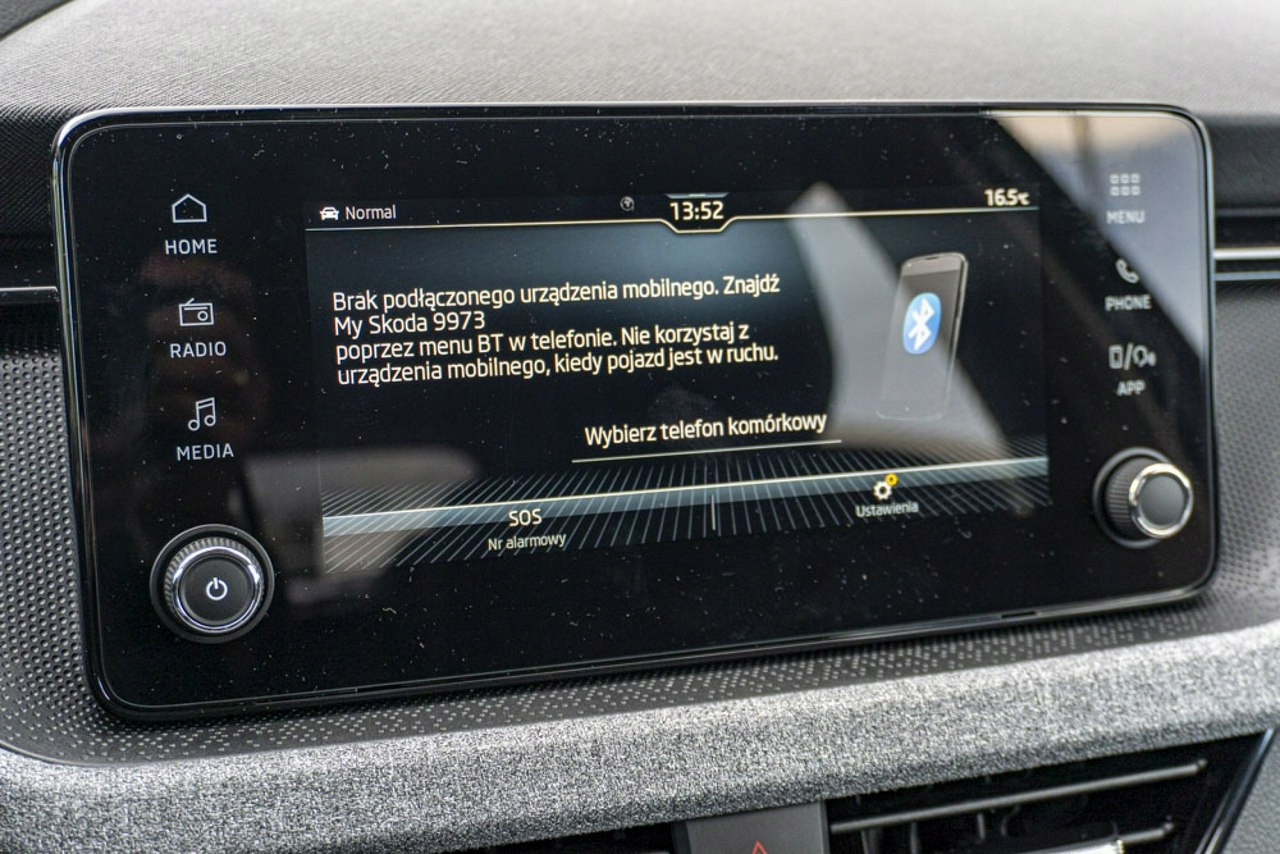 HOME
RADIO
MEDIA
Normal
13:52
16.5°C
Brak podłączonego urządzenia mobilnego. Znajdź
My Skoda 9973
poprzez menu BT w telefonie. Nie korzystaj z
urządzenia mobilnego, kiedy pojazd jest w ruchu.
Wybierz telefon komórkowy
SOS
Nr alarmowy
Ustawienia
MENU
PHONE
APP